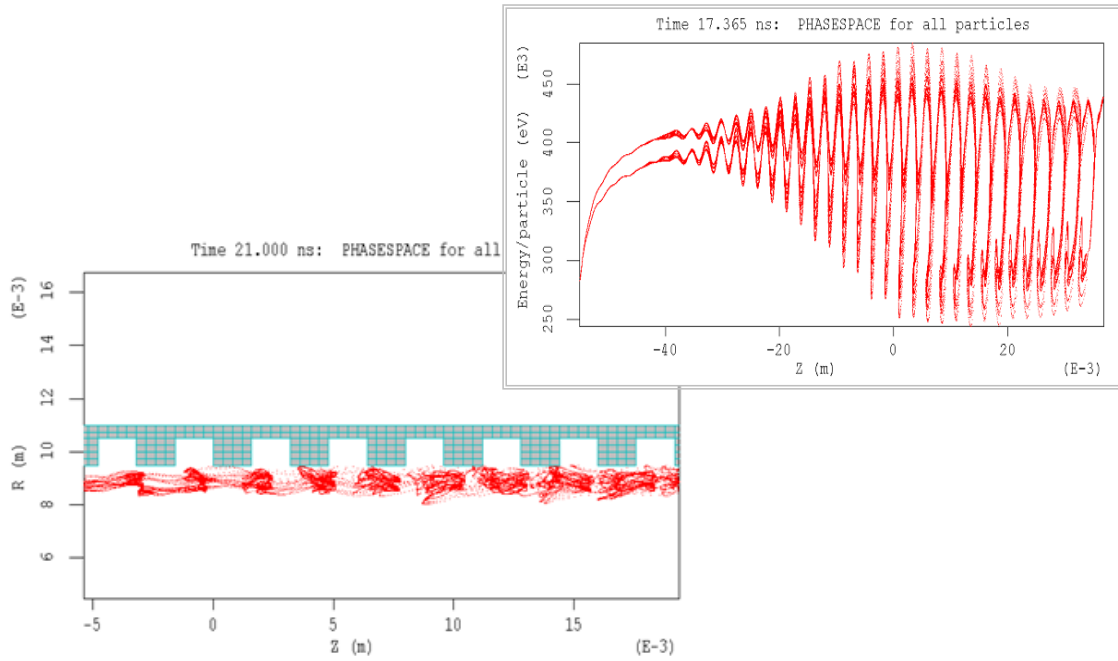 Time 17.365 ns:  PHASESPACE for all particles
Energy/particle (eV)  (E3)
450
400
350
300
250
-40
-20
0
20
Z (m)
(E-3)
Time 21.000 ns:  PHASESPACE for all
R (m)
(E-3)
16
14
12
10
8
6
-5
0
5
10
15
Z (m)
(E-3)